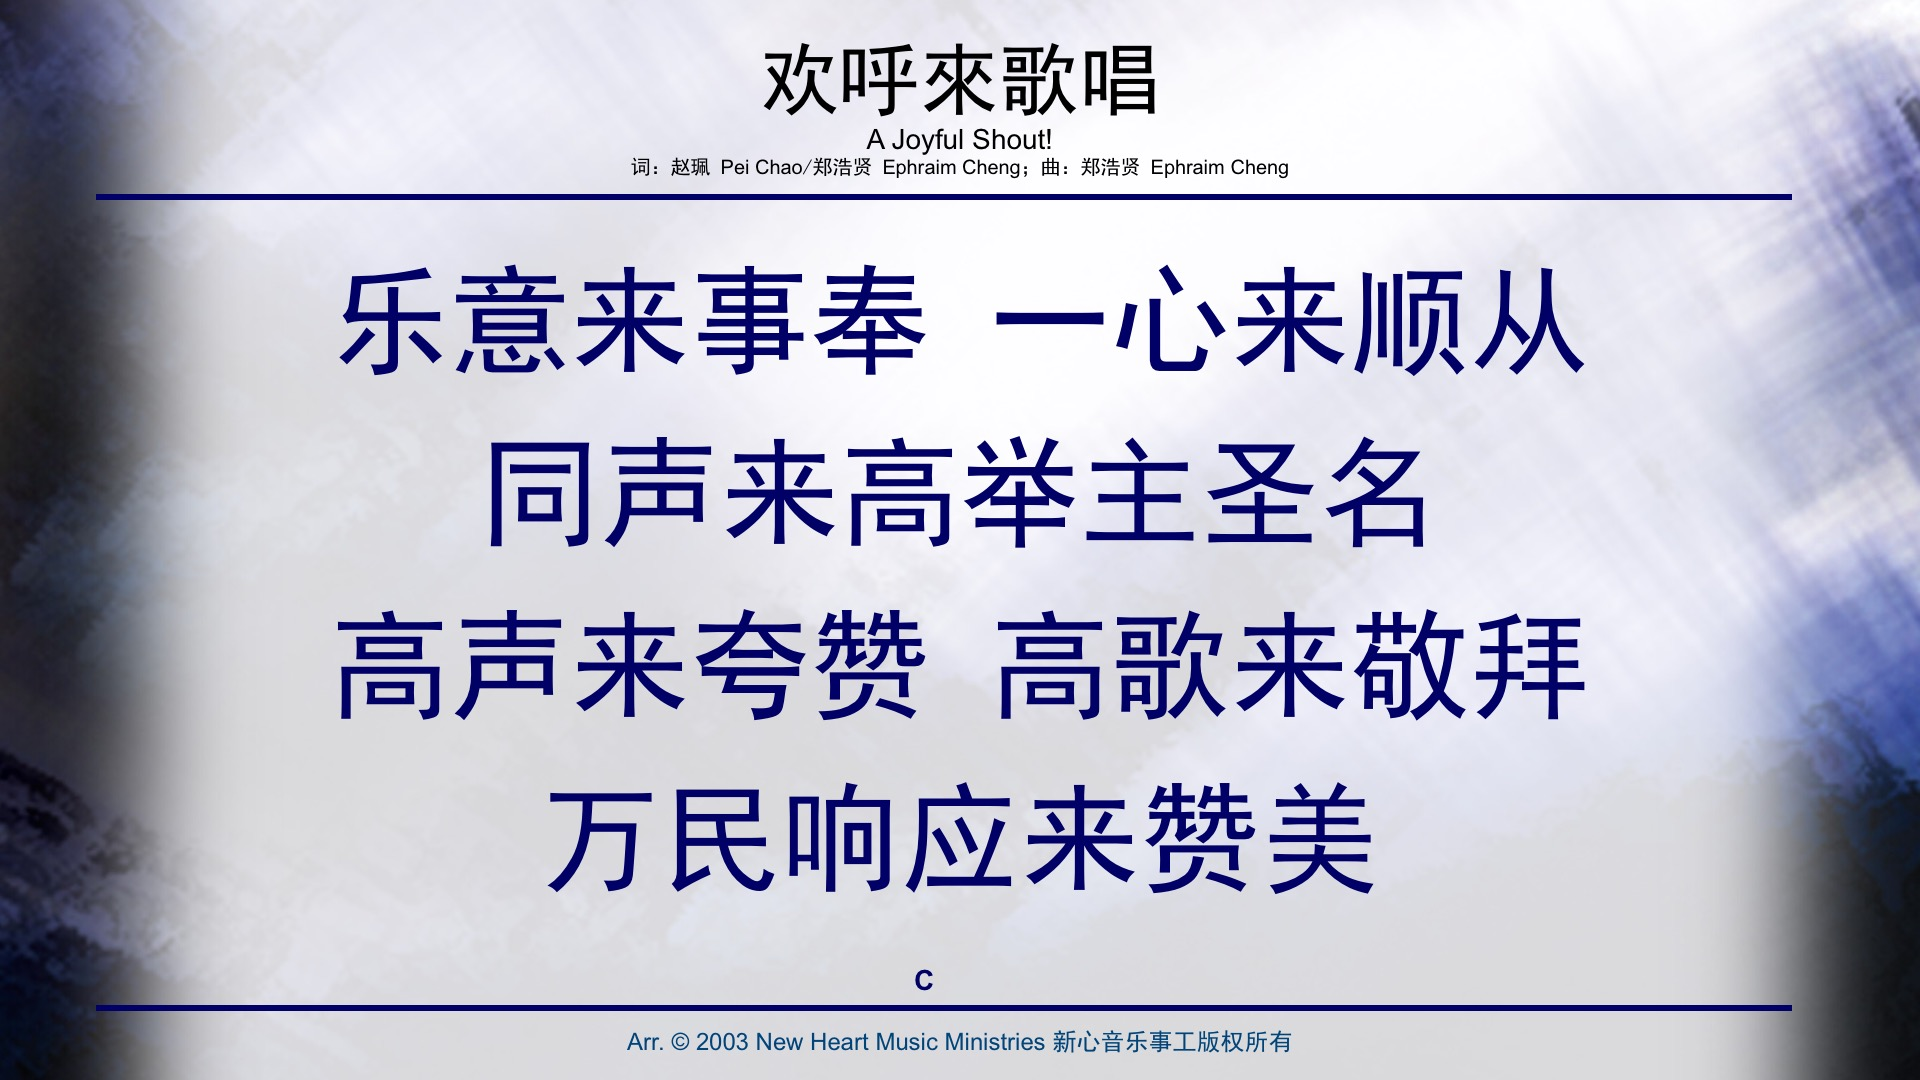 欢呼來歌唱
A Joyful Shout!
词：赵珮 Pei Chao/郑浩贤 Ephraim Cheng；曲：郑浩贤 Ephraim Cheng
乐意来事奉 一心来顺从
同声来高举主圣名
高声来夸赞 高歌来敬拜
万民响应来赞美
C
Arr. © 2003 New Heart Music Ministries 新心音乐事工版权所有